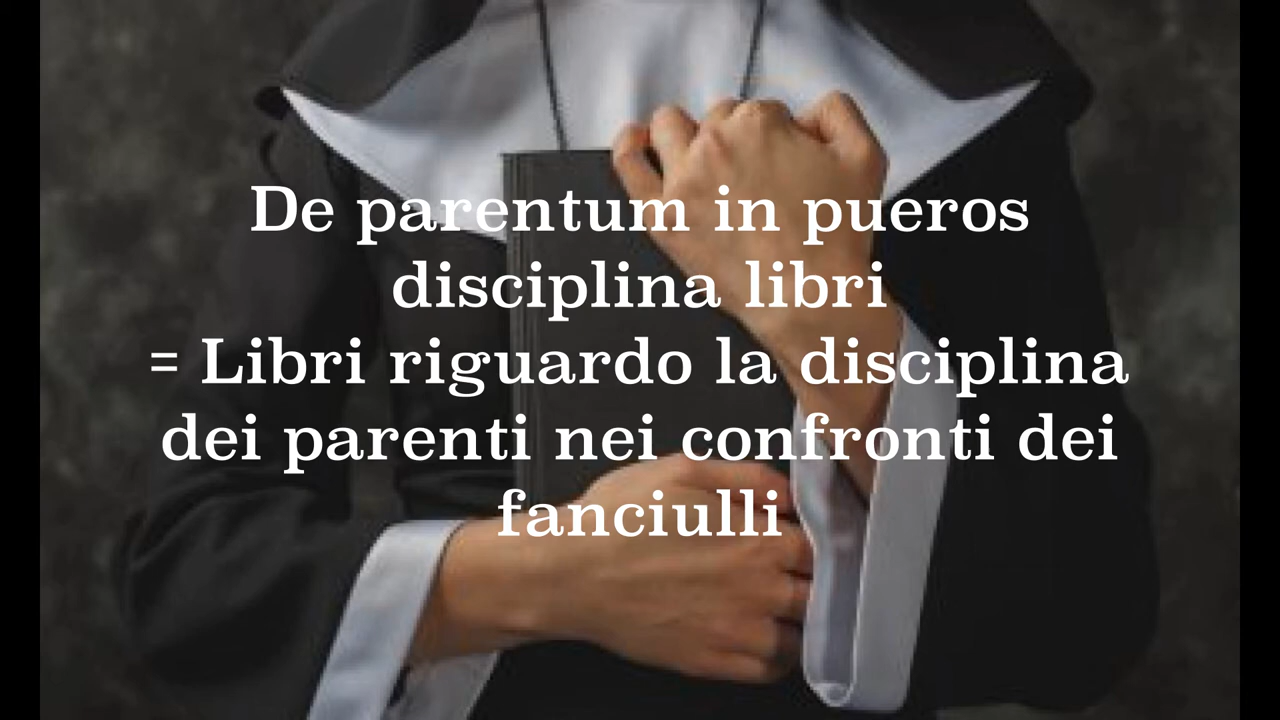 De parentum in pueros
disciplina libri
= Libri riguardo la disciplina
dei parenti nei confronti dei
fanciulli